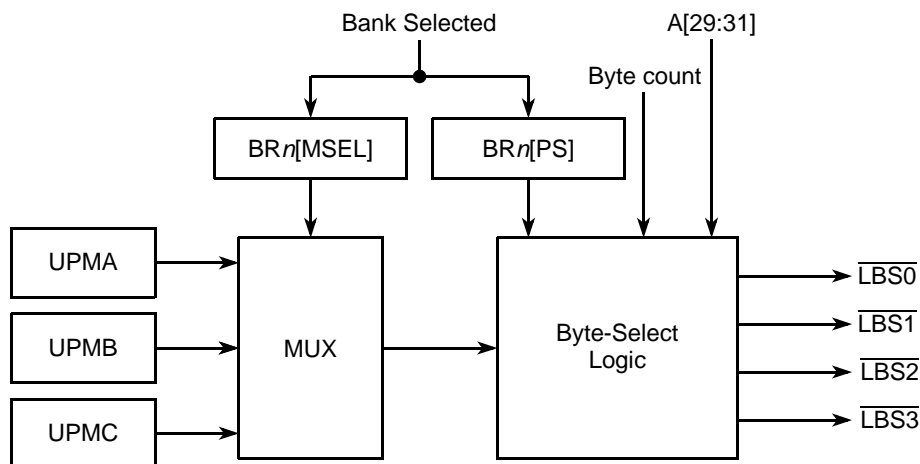 Bank Selected
A[29:31]
Byte count
BRn[MSEL]
BRn[PS]
UPMA
UPMB
UPMC
MUX
Byte-Select
Logic
LBS0
LBS1
LBS2
LBS3